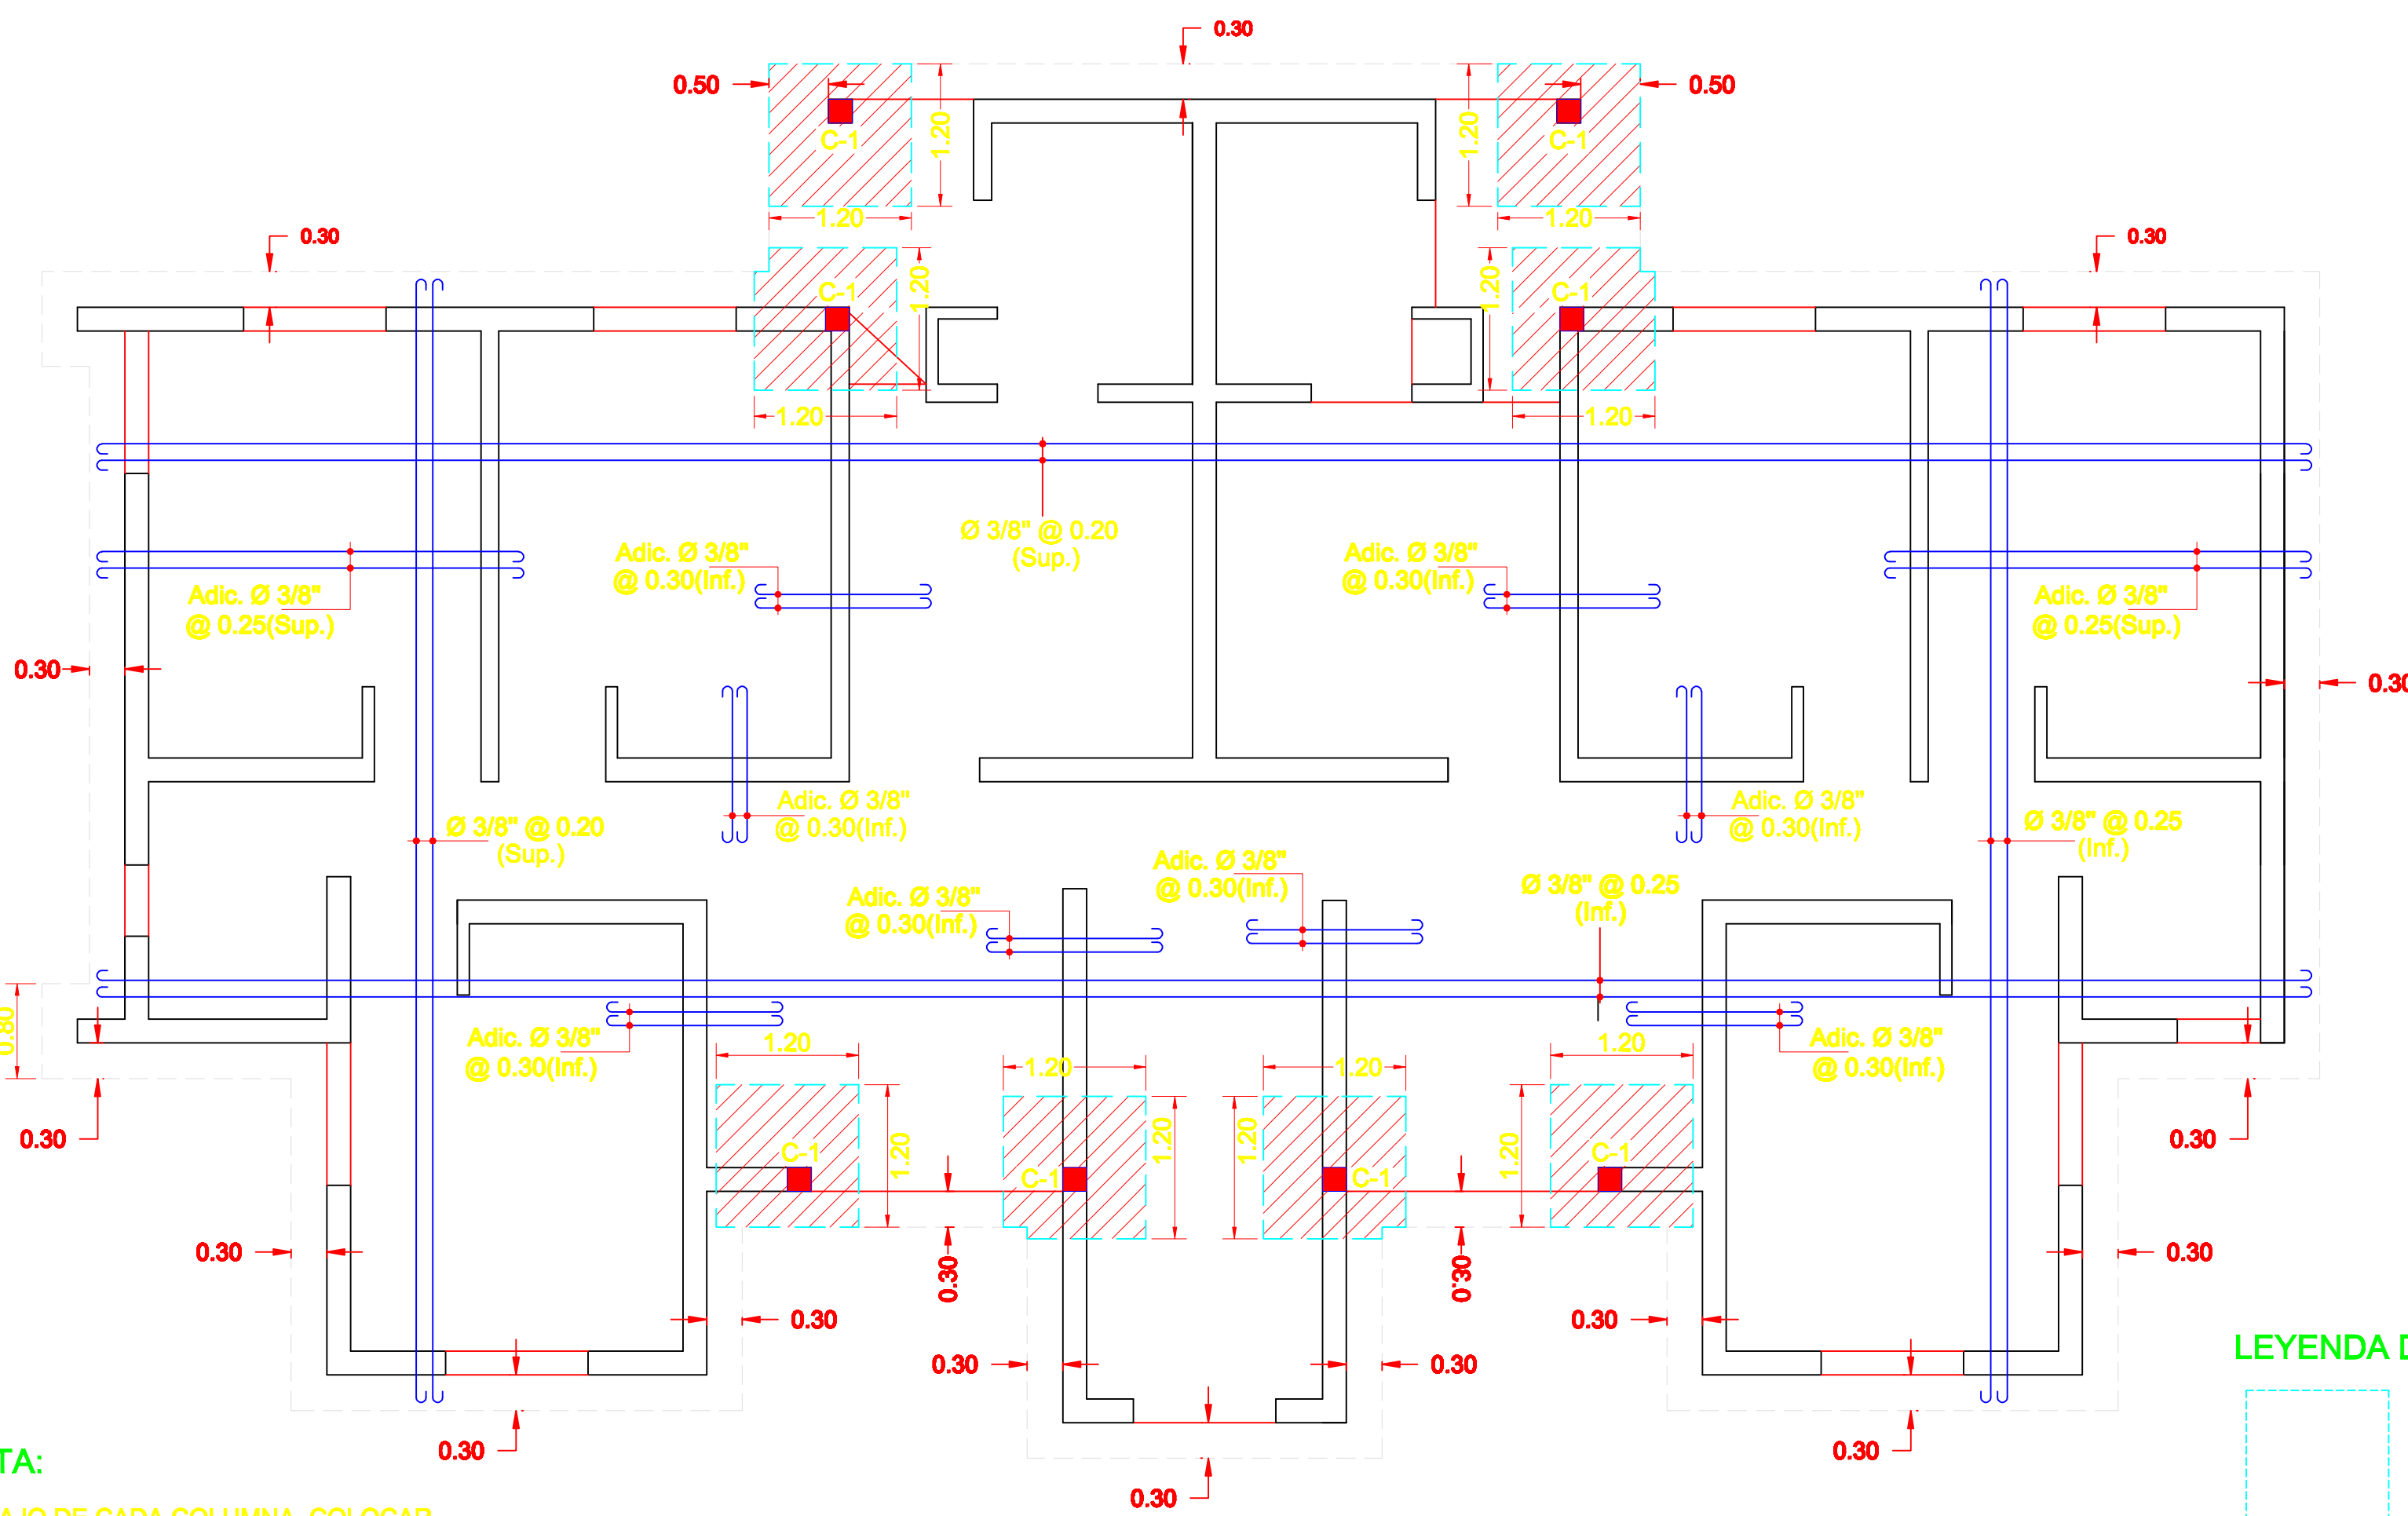 0.30
0.50
0.50
C-1
C-1
1.20
1.20
1.20
1.20
0.30
0.30
C-1
C-1
1.20
1.20
1.20
1.20
Ø 3/8" @ 0.20
(Sup.)
Adic. Ø 3/8"
@ 0.30(Inf.)
Adic. Ø 3/8"
@ 0.30(Inf.)
Adic. Ø 3/8"
@ 0.25(Sup.)
Adic. Ø 3/8"
@ 0.25(Sup.)
0.30
0.30
Adic. Ø 3/8"
@ 0.30(Inf.)
Adic. Ø 3/8"
@ 0.30(Inf.)
Ø 3/8" @ 0.20
(Sup.)
Ø 3/8" @ 0.25
(Inf.)
Adic. Ø 3/8"
@ 0.30(Inf.)
Adic. Ø 3/8"
@ 0.30(Inf.)
Ø 3/8" @ 0.25
(Inf.)
0.80
Adic. Ø 3/8"
@ 0.30(Inf.)
Adic. Ø 3/8"
@ 0.30(Inf.)
1.20
1.20
1.20
1.20
0.30
0.30
1.20
1.20
1.20
1.20
C-1
C-1
C-1
C-1
0.30
0.30
0.30
0.30
0.30
0.30
0.30
0.30
LEYENDA D
0.30
0.30
0.30
TA:
AJO DE CADA COLUMNA, COLOCAR